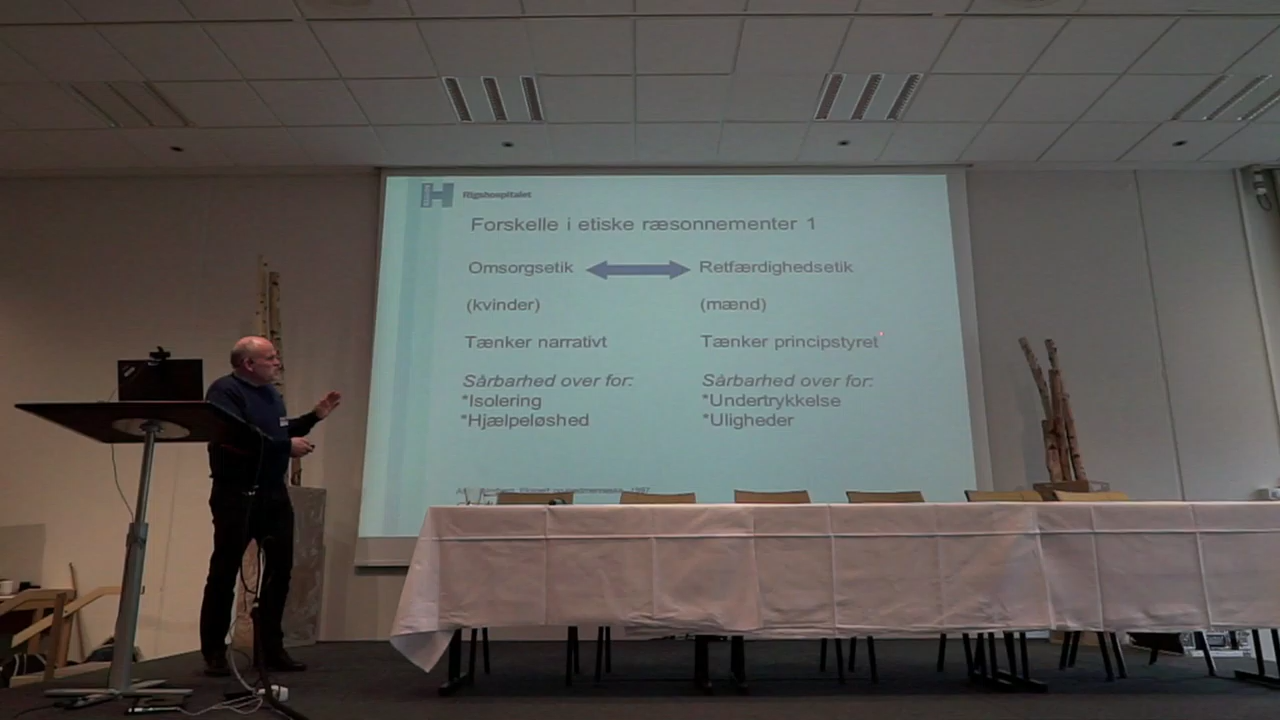 Rigshospitalet
Forskelle i etiske ræsonnementer 1
Omsorgsetik Retfærdighedsetik
(kvinder) (mænd)
Tænker narrativt Tænker principstyret
Sårbarhed over for: Sårbarhed over for:
*Isolering *Undertrykkelse
*Hjælpeløshed *Uligheder